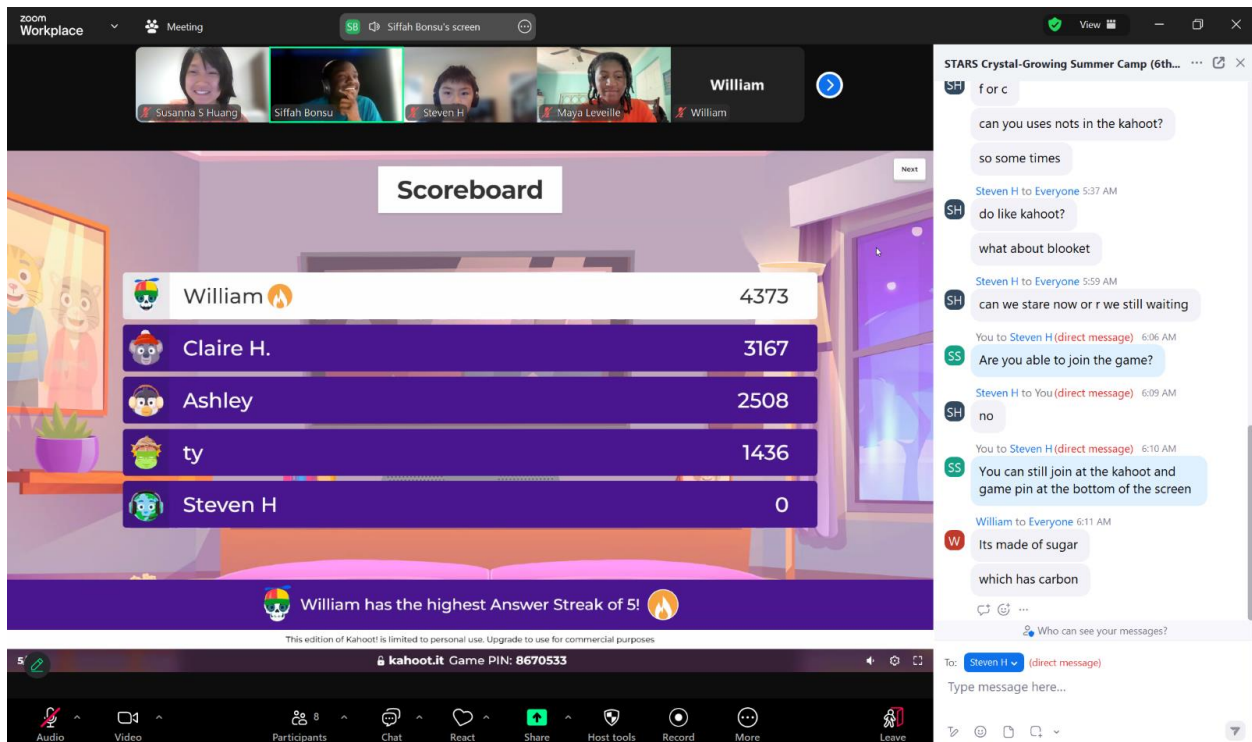 zoom
Workplace
Meeting
SB Siffah Bonsu's screen
View
Susanna S Huang
Siffah Bonsu
Steven H
Maya Leveille
William
William
Next
Scoreboard
William 4373
Claire H. 3167
Ashley 2508
ty 1436
Steven H 0
William has the highest Answer Streak of 5!
This edition of Kahoot! is limited to personal use. Upgrade to use for commercial purposes
5
kahoot.it Game PIN: 8670533
Audio
Video
Participants
8
Chat
React
Share
Host tools
Record
More
Leave
STARS Crystal-Growing Summer Camp (6th...
SH
f or c
can you uses nots in the kahoot?
so some times
Steven H to Everyone 5:37 AM
SH
do like kahoot?
what about blooket
Steven H to Everyone 5:59 AM
SH
can we stare now or r we still waiting
You to Steven H (direct message) 6:06 AM
SS
Are you able to join the game?
Steven H to You (direct message) 6:09 AM
SH
no
You to Steven H (direct message) 6:10 AM
SS
You can still join at the kahoot and
game pin at the bottom of the screen
William to Everyone 6:11 AM
W
Its made of sugar
which has carbon
Who can see your messages?
To: Steven H (direct message)
Type message here...